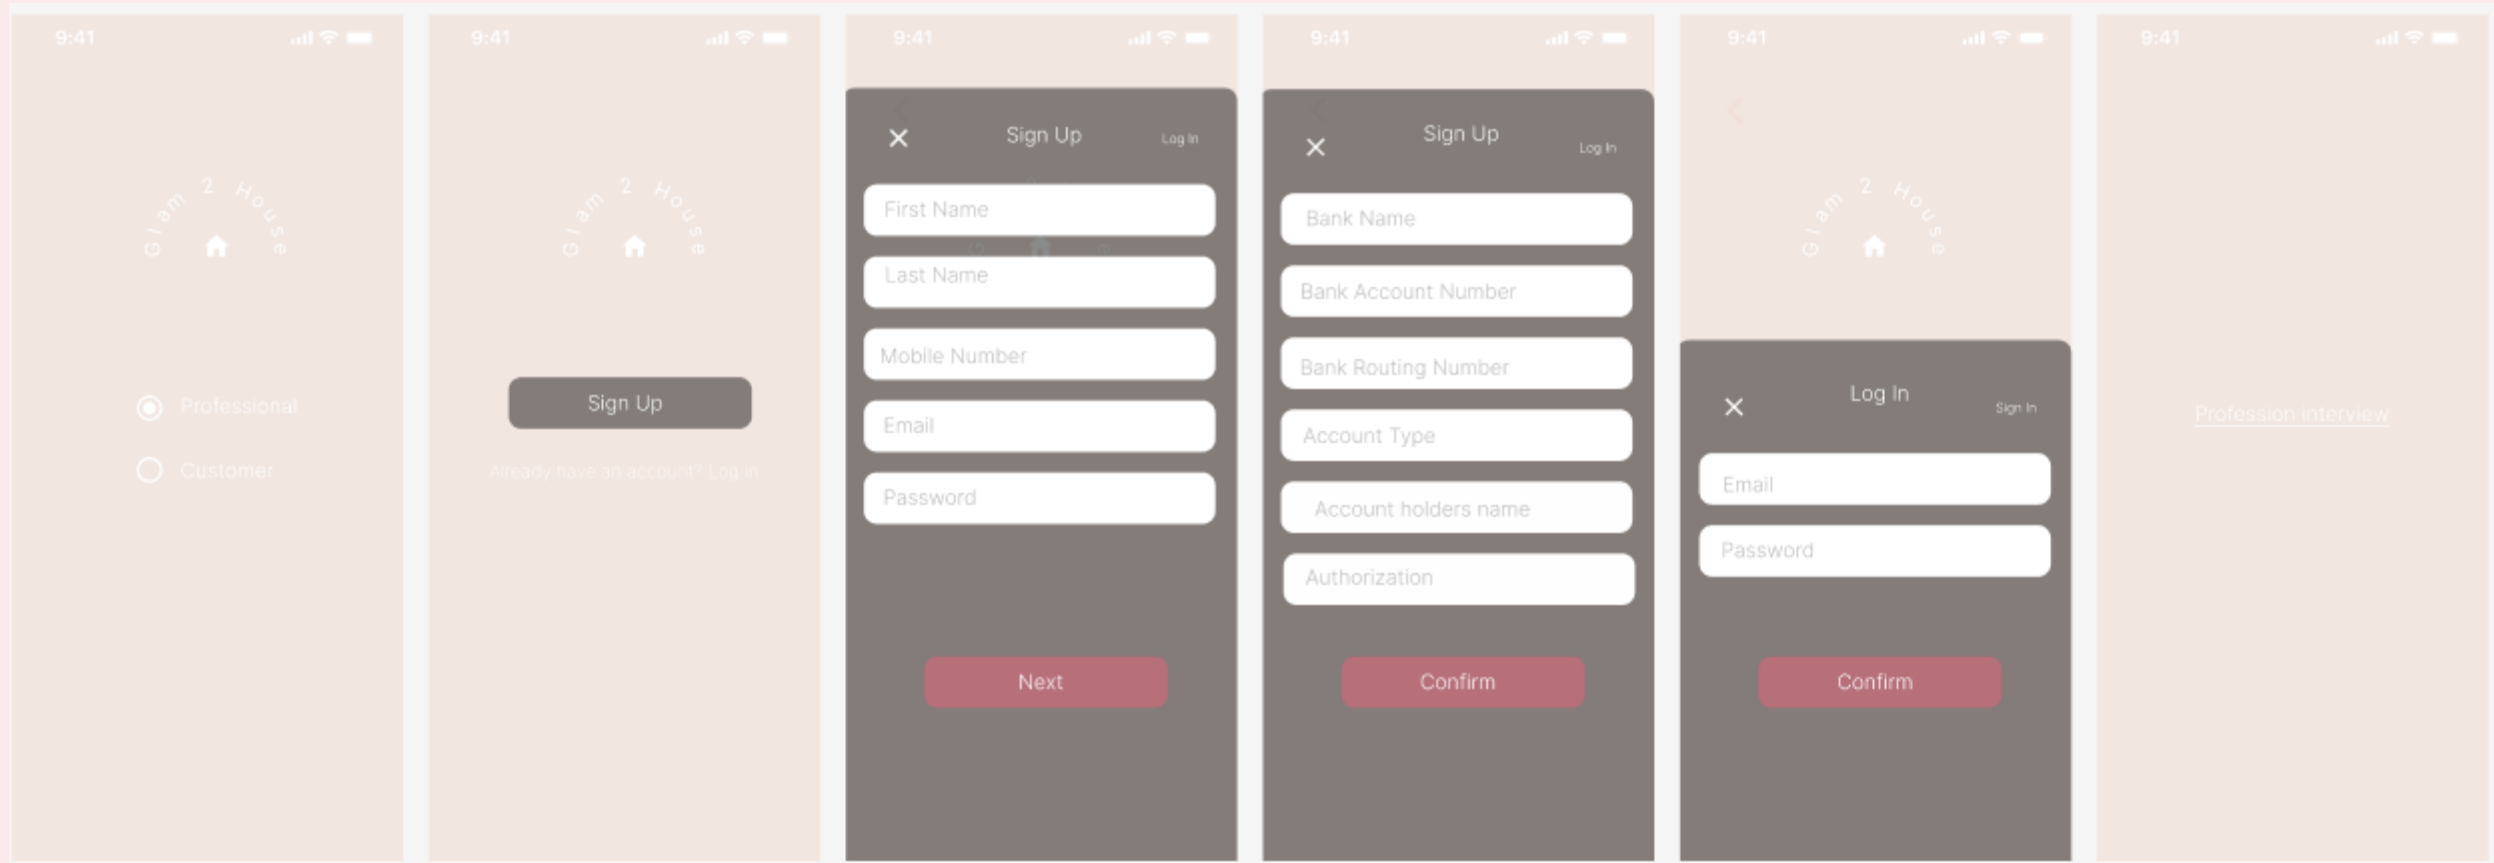 9:41
Glam 2 House
Professional
Customer
9:41
Glam 2 House
Sign Up
Already have an account? Log in
9:41
Sign Up
Log In
First Name
Last Name
Mobile Number
Email
Password
Next
9:41
Sign Up
Log In
Bank Name
Bank Account Number
Bank Routing Number
Account Type
Account holders name
Authorization
Confirm
9:41
Glam 2 House
Log In
Sign In
Email
Password
Confirm
9:41
Profession interview